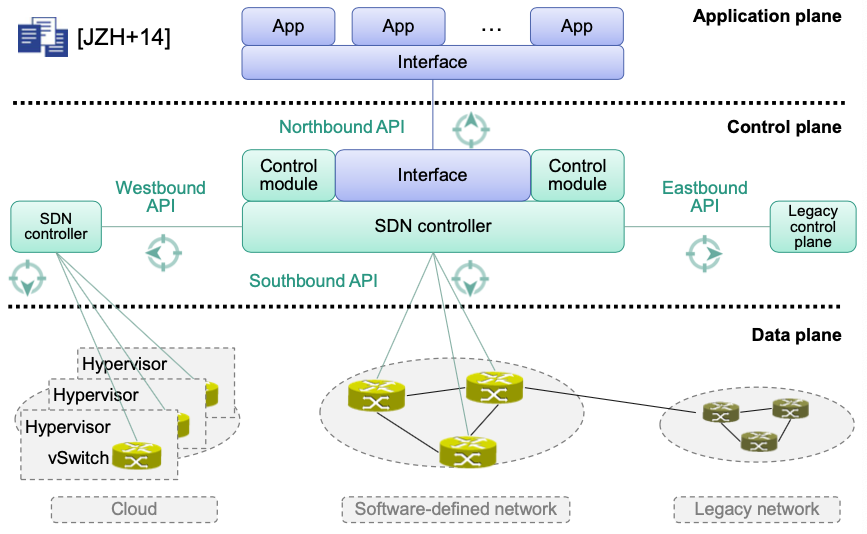 [JZH+14]
App
App
...
App
Application plane
Interface
Northbound API
Control plane
Control
module
Interface
Control
module
Westbound
API
Eastbound
API
SDN
controller
SDN controller
Legacy
control
plane
Southbound API
Data plane
Hypervisor
Hypervisor
Hypervisor
vSwitch
Cloud
Software-defined network
Legacy network